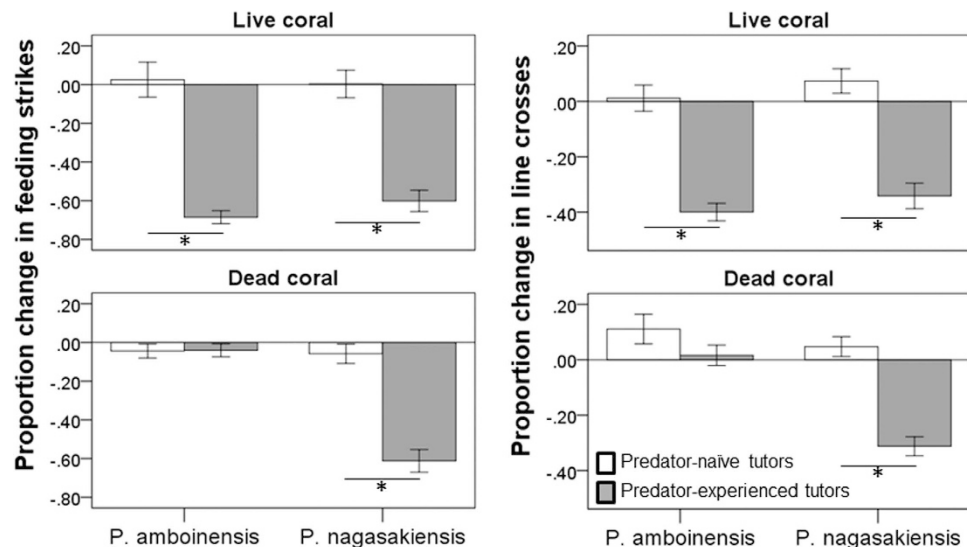 Live coral
Proportion change in feeding strikes
.20
.00
-.20
-.40
-.60
-.80
*
*
Dead coral
.20
.00
-.20
-.40
-.60
-.80
*
P. amboinensis
P. nagasakiensis
Live coral
Proportion change in line crosses
.20
.00
-.20
-.40
*
*
Dead coral
.20
.00
-.20
-.40
Predator-naïve tutors
Predator-experienced tutors
*
P. amboinensis
P. nagasakiensis